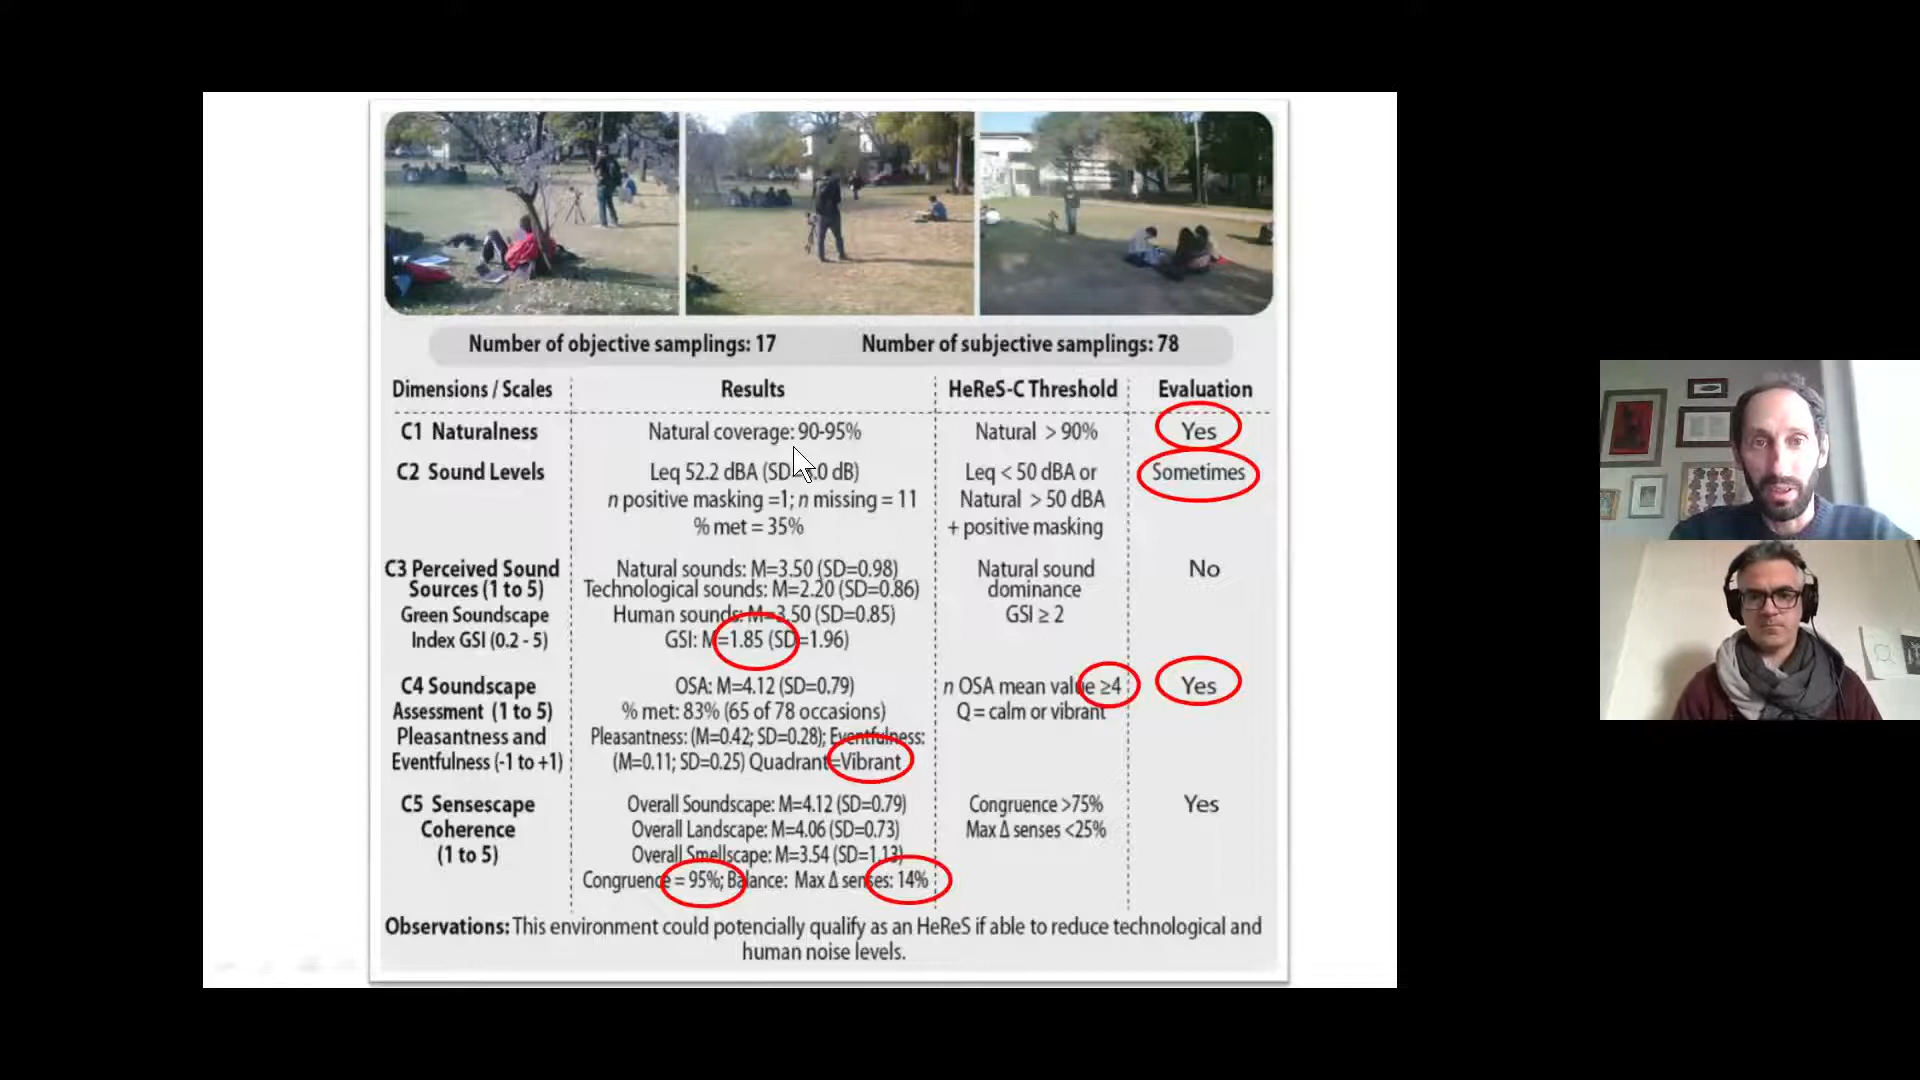 Number of objective samplings: 17 Number of subjective samplings: 78
Dimensions / Scales Results HeReS-C Threshold Evaluation
C1 Naturalness Natural coverage: 90-95% Natural > 90% Yes
C2 Sound Levels Leq 52.2 dBA (SD .0 dB) Leq < 50 dBA or Sometimes
n positive masking =1; n missing = 11 Natural > 50 dBA
% met = 35% + positive masking
C3 Perceived Sound Natural sounds: M=3.50 (SD=0.98) Natural sound No
Sources (1 to 5) Technological sounds: M=2.20 (SD=0.86) dominance
Green Soundscape Human sounds: M=3.50 (SD=0.85) GSI ≥ 2
Index GSI (0.2 - 5) GSI: M=1.85 (SD=1.96)
C4 Soundscape OSA: M=4.12 (SD=0.79) n OSA mean value ≥4 Yes
Assessment (1 to 5) % met: 83% (65 of 78 occasions) Q = calm or vibrant
Pleasantness and Pleasantness: (M=0.42; SD=0.28); Eventfulness:
Eventfulness (-1 to +1) (M=0.11; SD=0.25) Quadrant=Vibrant
C5 Sensescape Overall Soundscape: M=4.12 (SD=0.79) Congruence >75% Yes
Coherence Overall Landscape: M=4.06 (SD=0.73) Max Δ senses <25%
(1 to 5) Overall Smellscape: M=3.54 (SD=1.13)
Congruence = 95%; Balance: Max Δ senses: 14%
Observations: This environment could potencially qualify as an HeReS if able to reduce technological and
human noise levels.